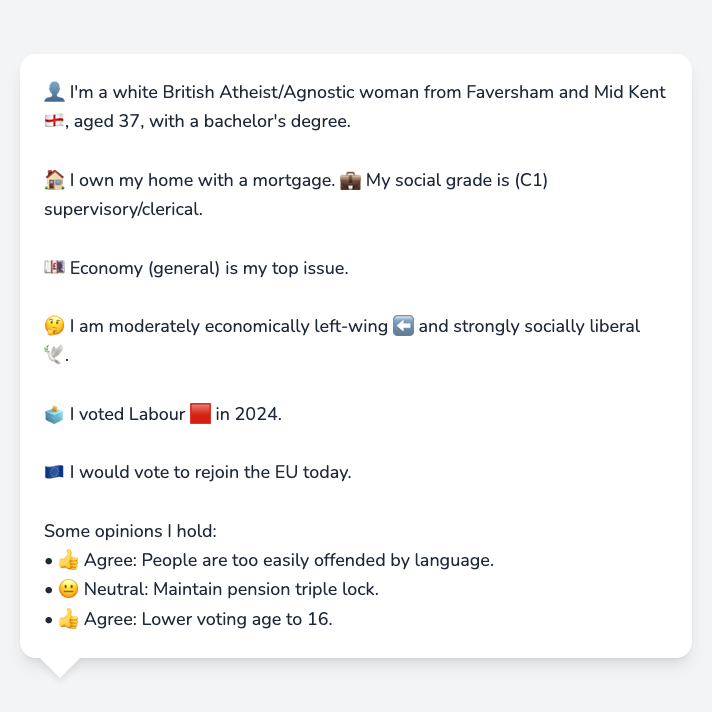 👤 I'm a white British Atheist/Agnostic woman from Faversham and Mid Kent
🏴󠁧󠁢󠁥󠁮󠁧󠁿, aged 37, with a bachelor's degree.
🏠 I own my home with a mortgage. 💼 My social grade is (C1)
supervisory/clerical.
💷 Economy (general) is my top issue.
🤔 I am moderately economically left-wing ⬅️ and strongly socially liberal
🕊️.
🗳️ I voted Labour 🟥 in 2024.
🇪🇺 I would vote to rejoin the EU today.
Some opinions I hold:
• 👍 Agree: People are too easily offended by language.
• 😐 Neutral: Maintain pension triple lock.
• 👍 Agree: Lower voting age to 16.